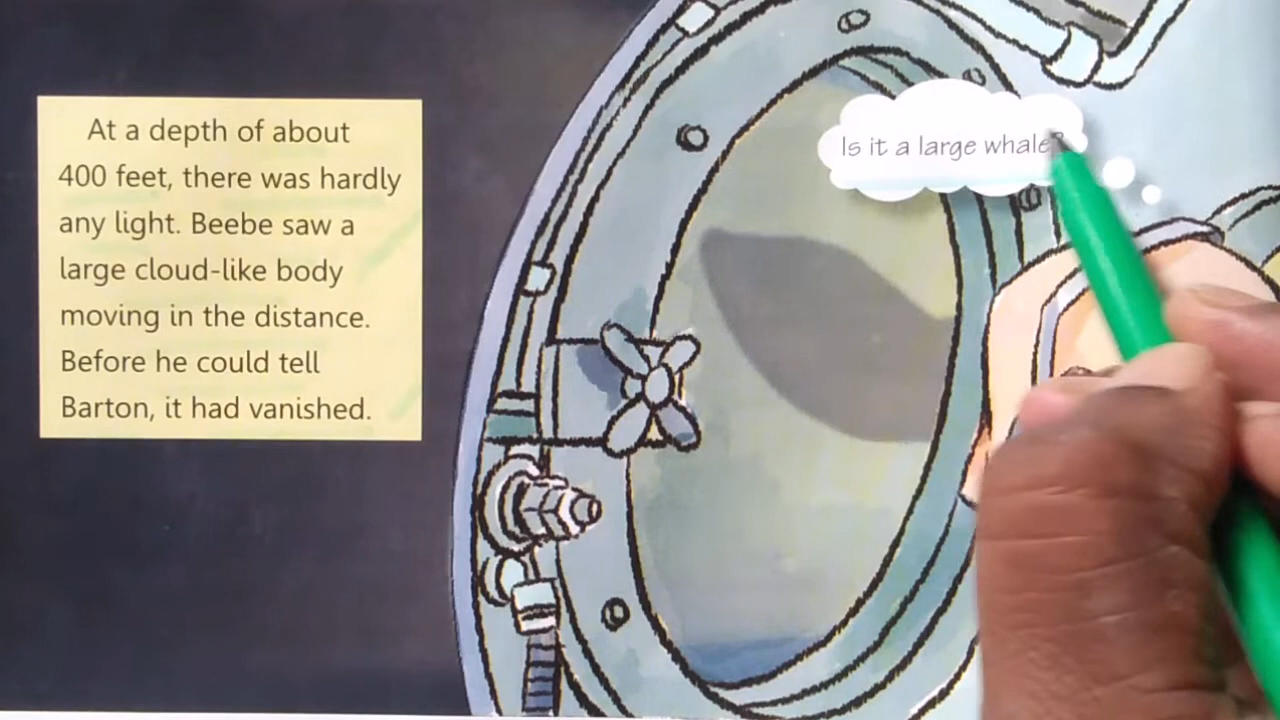 At a depth of about
400 feet, there was hardly
any light. Beebe saw a
large cloud-like body
moving in the distance.
Before he could tell
Barton, it had vanished.
Is it a large whale?